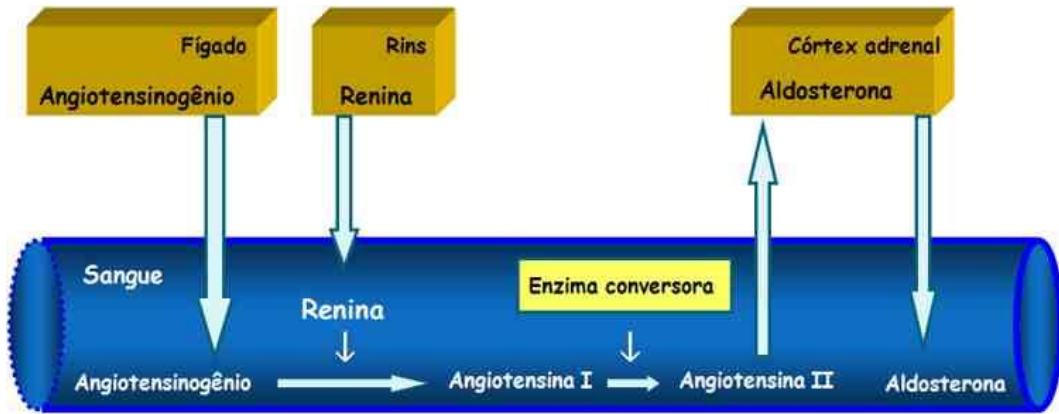 Fígado
Angiotensinogênio
Rins
Renina
Córtex adrenal
Aldosterona
Sangue
Renina
Enzima conversora
Angiotensinogênio
Angiotensina I
Angiotensina II
Aldosterona